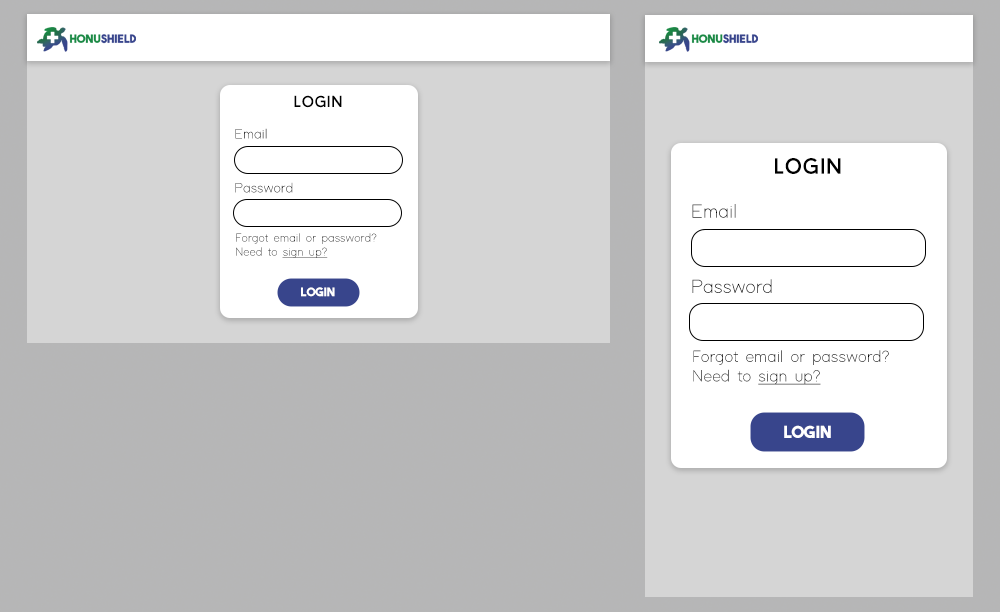 HONUSHIELD
LOGIN
Email
Password
Forgot email or password?
Need to sign up?
LOGIN
HONUSHIELD
LOGIN
Email
Password
Forgot email or password?
Need to sign up?
LOGIN